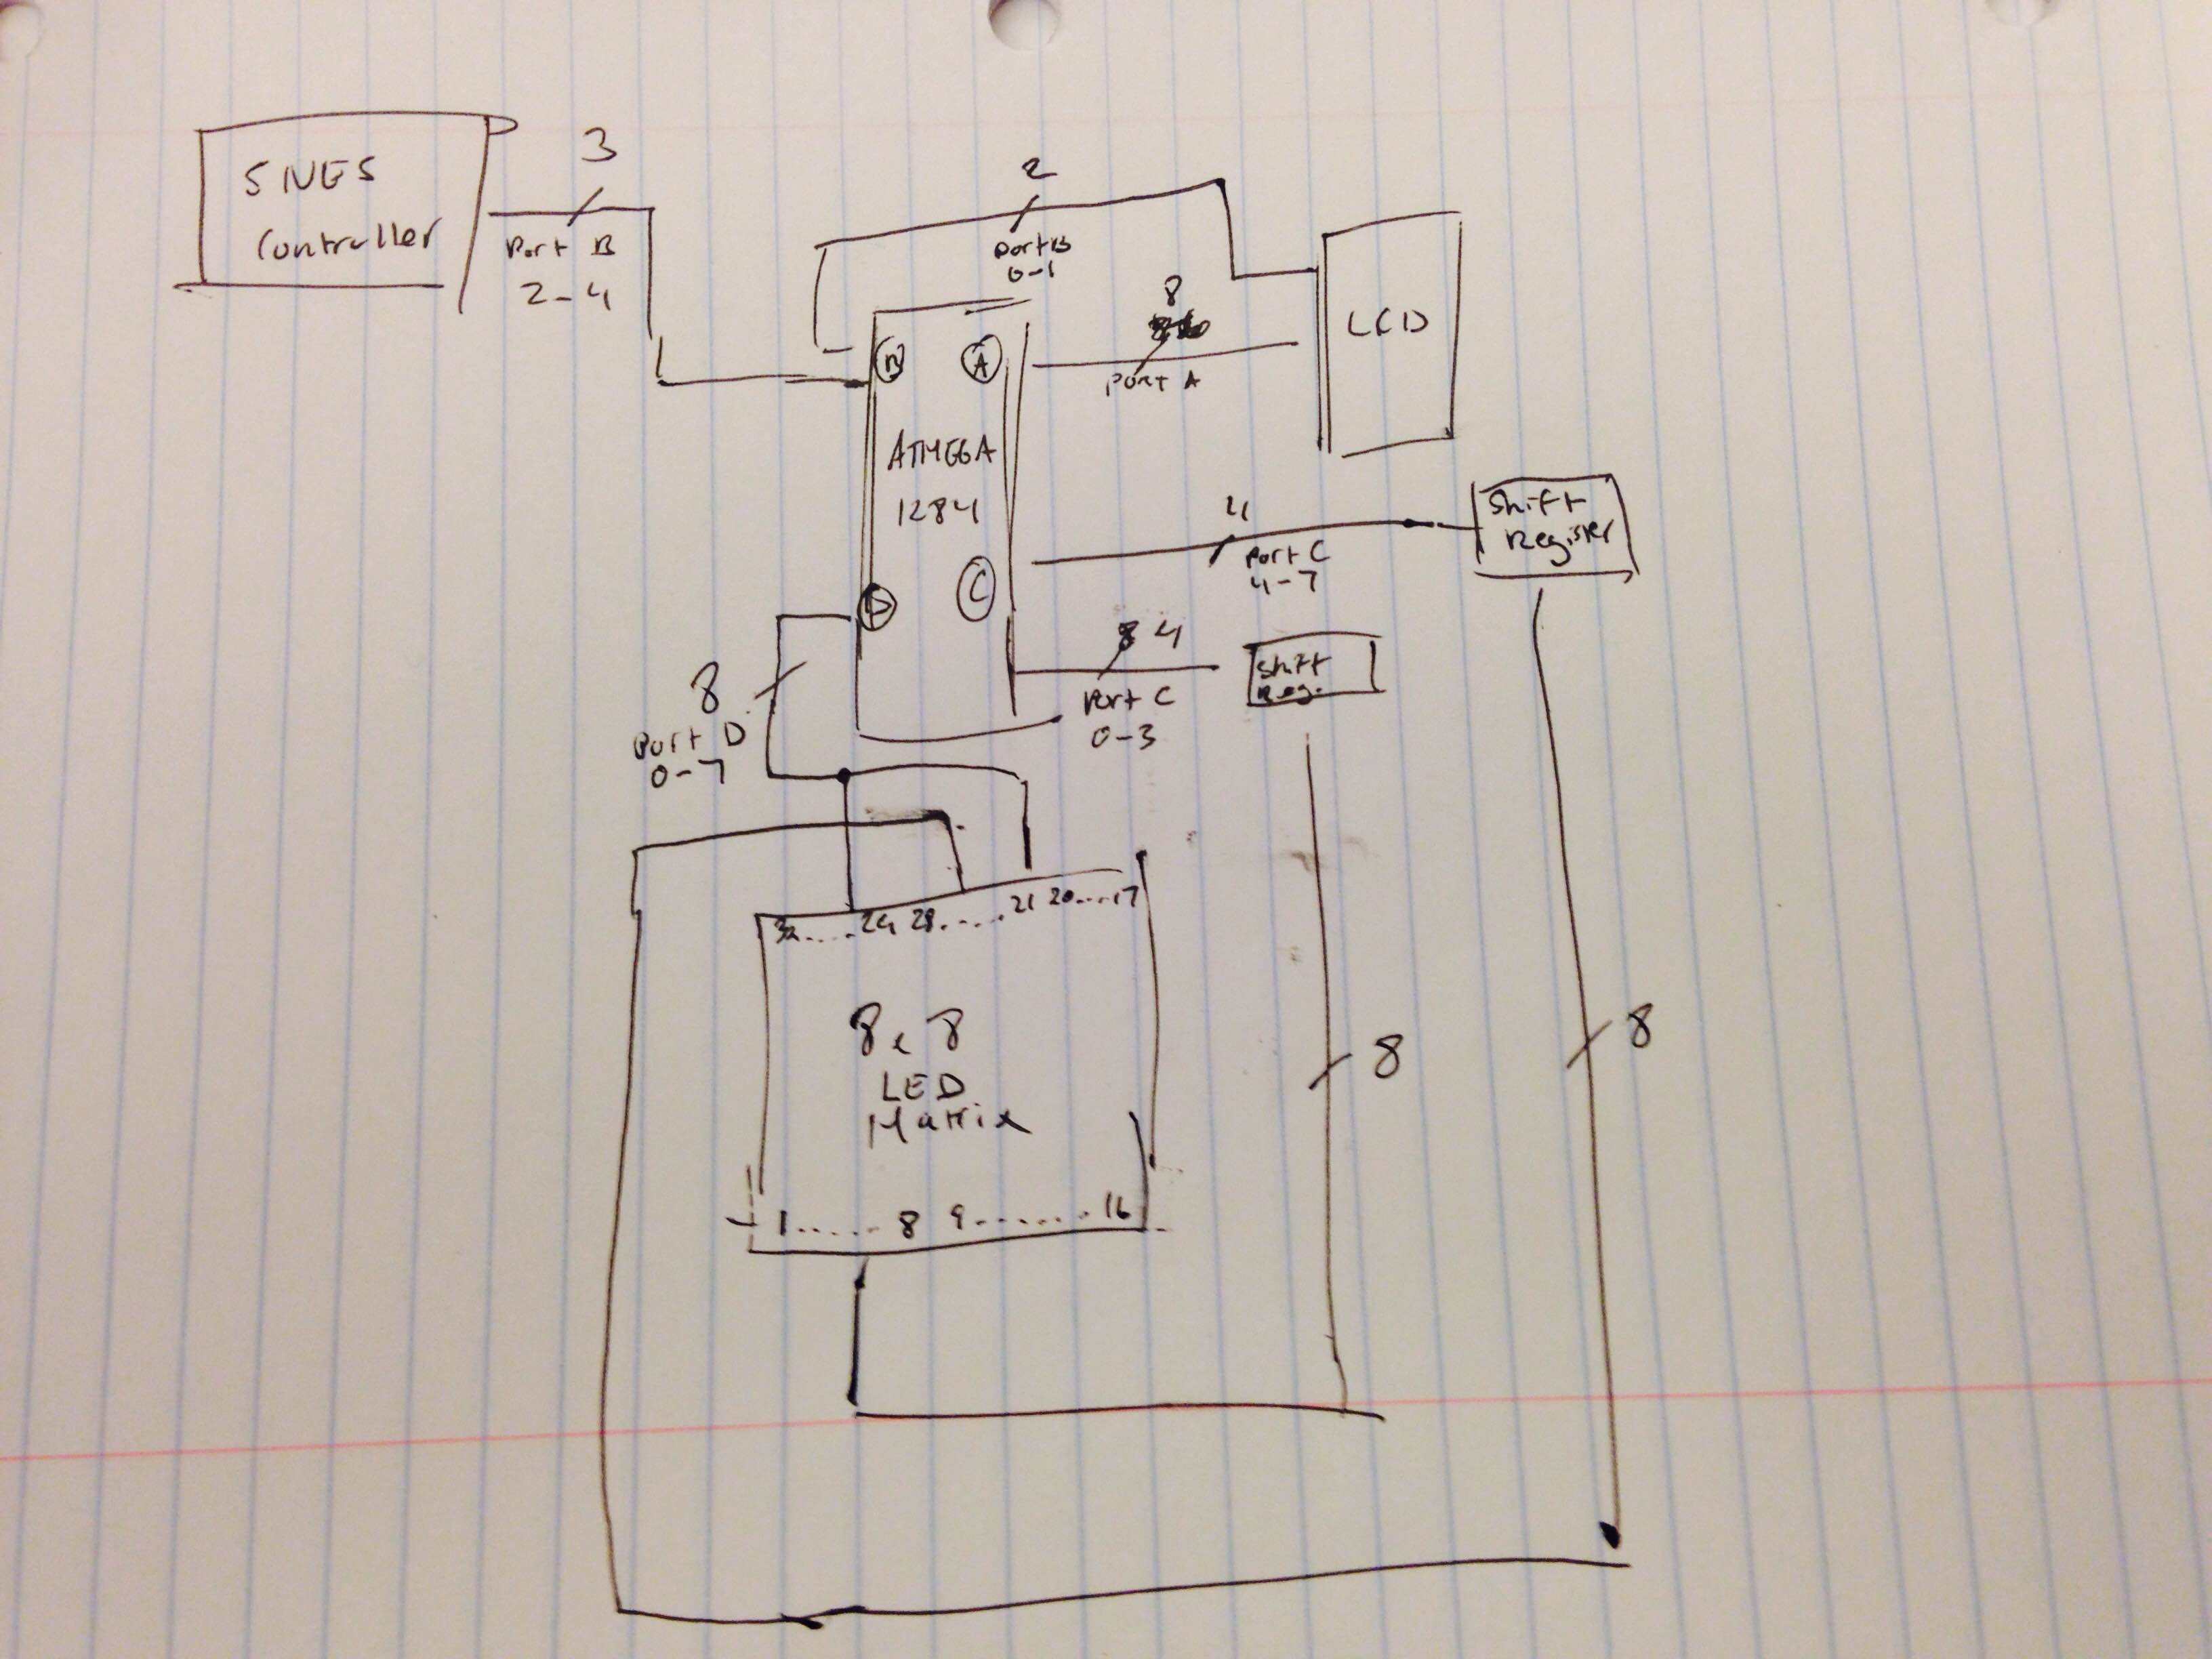 SNES
Controller
3
Port B
2-4
2
Port B
0-1
8
Port A
LCD
B
A
ATMEGA
1284
D
C
4
Port C
4-7
Shift
Register
8 4
Port C
0-3
Shift
Reg.
8
Port D
0-7
32.....29 28.....21 20....17
8x8
LED
Matrix
1...... 8 9....... 16
8
8